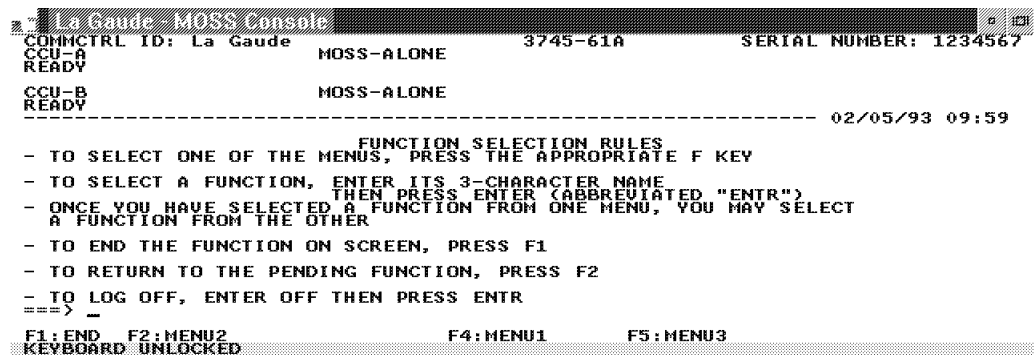 La Gaude - MOSS Console
COMMCTRL ID: La Gaude 3745-61A SERIAL NUMBER: 1234567
CCU-A MOSS-ALONE
READY
CCU-B MOSS-ALONE
READY
------------------------------------------------------------------------ 02/05/93 09:59
FUNCTION SELECTION RULES
- TO SELECT ONE OF THE MENUS, PRESS THE APPROPRIATE F KEY
- TO SELECT A FUNCTION, ENTER ITS 3-CHARACTER NAME
THEN PRESS ENTER (ABBREVIATED "ENTR")
- ONCE YOU HAVE SELECTED A FUNCTION FROM ONE MENU, YOU MAY SELECT
A FUNCTION FROM THE OTHER
- TO END THE FUNCTION ON SCREEN, PRESS F1
- TO RETURN TO THE PENDING FUNCTION, PRESS F2
- TO LOG OFF, ENTER OFF THEN PRESS ENTR
===> _
F1:END F2:MENU2 F4:MENU1 F5:MENU3
KEYBOARD UNLOCKED